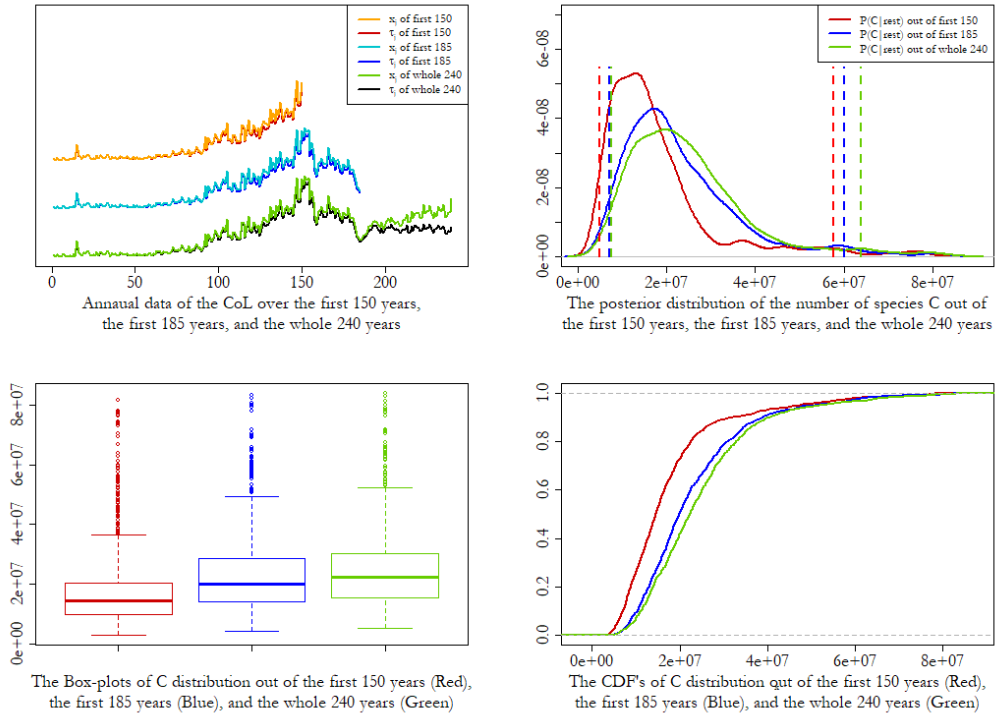 xᵢ of first 150
τᵢ of first 150
xᵢ of first 185
τᵢ of first 185
xᵢ of whole 240
τᵢ of whole 240
0 50 100 150 200
Annaual data of the CoL over the first 150 years,
the first 185 years, and the whole 240 years
P(C|rest) out of first 150
P(C|rest) out of first 185
P(C|rest) out of whole 240
6e-08
4e-08
2e-08
0e+00
0e+00 2e+07 4e+07 6e+07 8e+07
The posterior distribution of the number of species C out of
the first 150 years, the first 185 years, and the whole 240 years
8e+07
6e+07
4e+07
2e+07
0e+00
The Box-plots of C distribution out of the first 150 years (Red),
the first 185 years (Blue), and the whole 240 years (Green)
1.0
0.8
0.6
0.4
0.2
0.0
0e+00 2e+07 4e+07 6e+07 8e+07
The CDF's of C distribution qut of the first 150 years (Red),
the first 185 years (Blue), and the whole 240 years (Green)